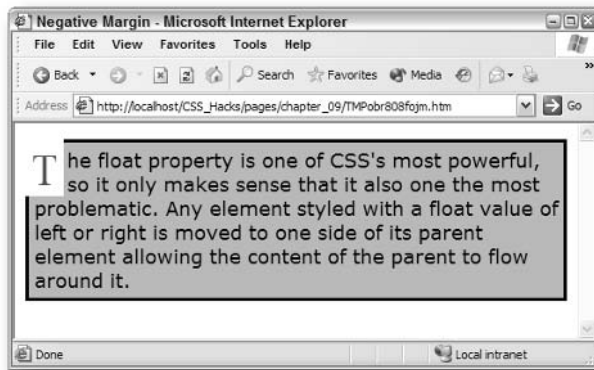 Negative Margin - Microsoft Internet Explorer
File Edit View Favorites Tools Help
Back Search Favorites Media »
Address http://localhost/CSS_Hacks/pages/chapter_09/TMPobr808fojm.htm Go
The float property is one of CSS's most powerful,
so it only makes sense that it also one the most
problematic. Any element styled with a float value of
left or right is moved to one side of its parent
element allowing the content of the parent to flow
around it.
Done Local intranet